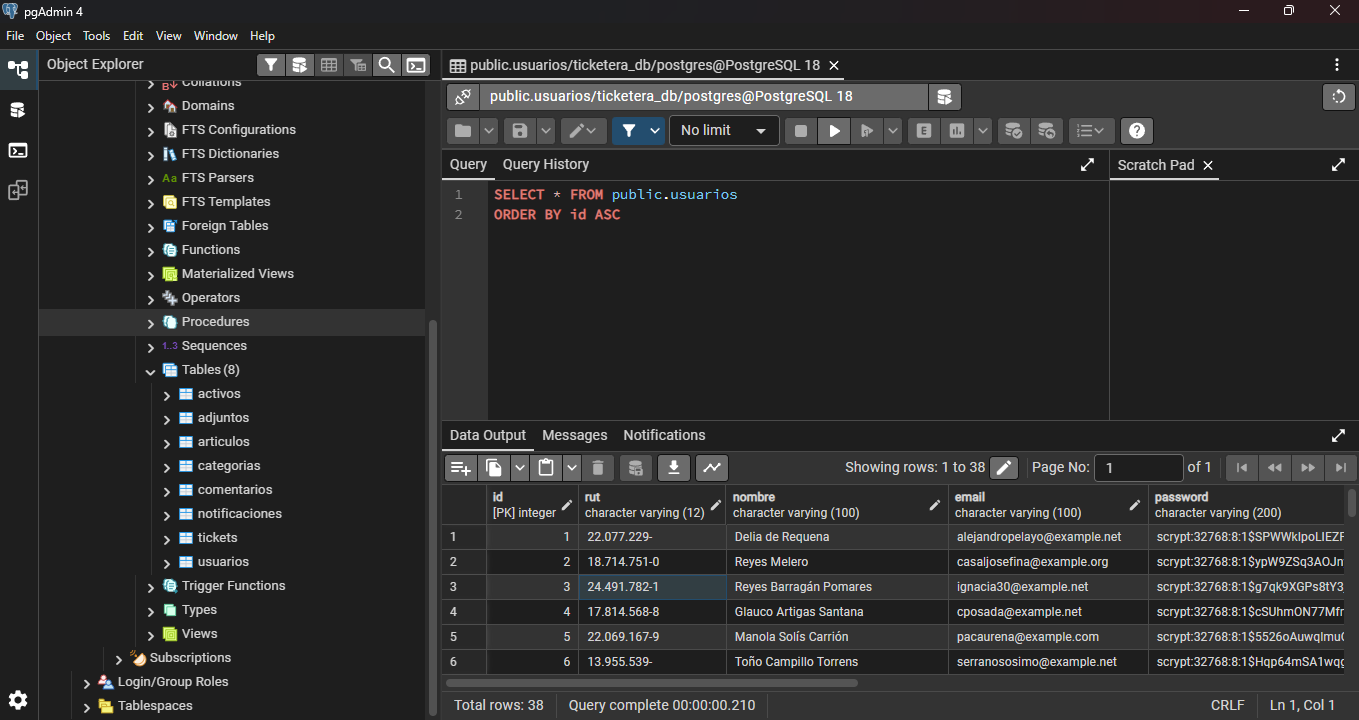 pgAdmin 4
File Object Tools Edit View Window Help
Object Explorer
Collations
Domains
FTS Configurations
FTS Dictionaries
Aa FTS Parsers
FTS Templates
Foreign Tables
Functions
Materialized Views
Operators
Procedures
1..3 Sequences
Tables (8)
activos
adjuntos
articulos
categorias
comentarios
notificaciones
tickets
usuarios
Trigger Functions
Types
Views
Subscriptions
Login/Group Roles
Tablespaces
public.usuarios/ticketera_db/postgres@PostgreSQL 18
public.usuarios/ticketera_db/postgres@PostgreSQL 18
No limit
Query Query History
Scratch Pad
1 SELECT * FROM public.usuarios
2 ORDER BY id ASC
Data Output Messages Notifications
Showing rows: 1 to 38 Page No: 1 of 1
id rut nombre email password
[PK] integer character varying (12) character varying (100) character varying (100) character varying (200)
1 1 22.077.229- Delia de Requena alejandropelayo@example.net scrypt:32768:8:1$SPWWklpoLIEZF
2 2 18.714.751-0 Reyes Melero casaljosefina@example.org scrypt:32768:8:1$ypW9ZSq3AOJn
3 3 24.491.782-1 Reyes Barragán Pomares ignacia30@example.net scrypt:32768:8:1$g7qk9XGPs8tY3
4 4 17.814.568-8 Glauco Artigas Santana cposada@example.net scrypt:32768:8:1$cSUhmON77Mfr
5 5 22.069.167-9 Manola Solís Carrión pacaurena@example.com scrypt:32768:8:1$5526oAuwqlmu
6 6 13.955.539- Toño Campillo Torrens serranososimo@example.net scrypt:32768:8:1$Hqp64mSA1wqg
Total rows: 38 Query complete 00:00:00.210 CRLF Ln 1, Col 1